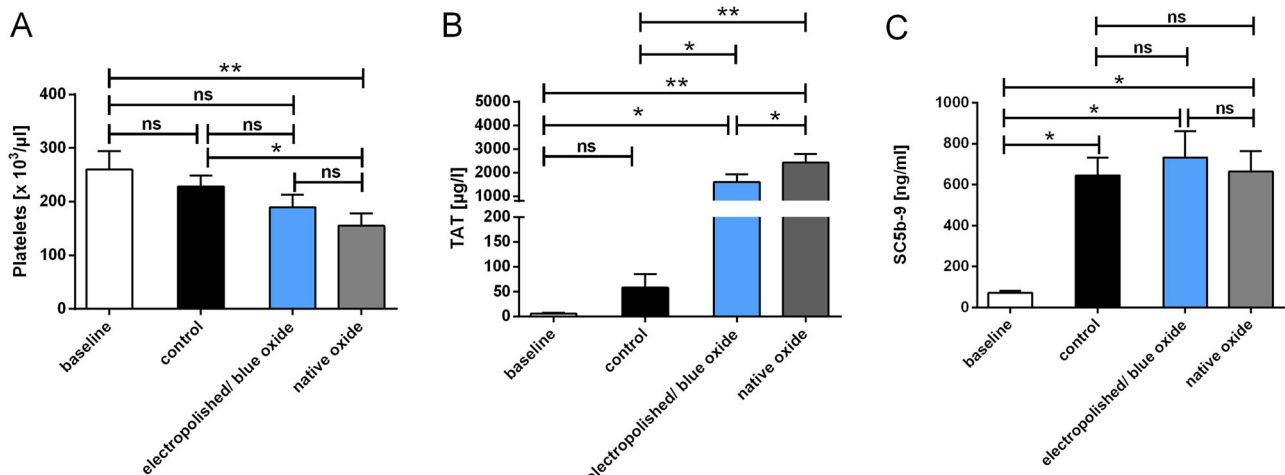 A
**
ns
ns
ns
*
ns
400
300
200
100
0
Platelets [x 10³/µl]
baseline
control
electropolished/ blue oxide
native oxide
B
**
*
**
*
*
ns
5000
4000
3000
2000
1000
200
150
100
50
0
TAT [µg/l]
baseline
control
electropolished/ blue oxide
native oxide
C
ns
ns
*
*
ns
*
1000
800
600
400
200
0
SC5b-9 [ng/ml]
baseline
control
electropolished/ blue oxide
native oxide